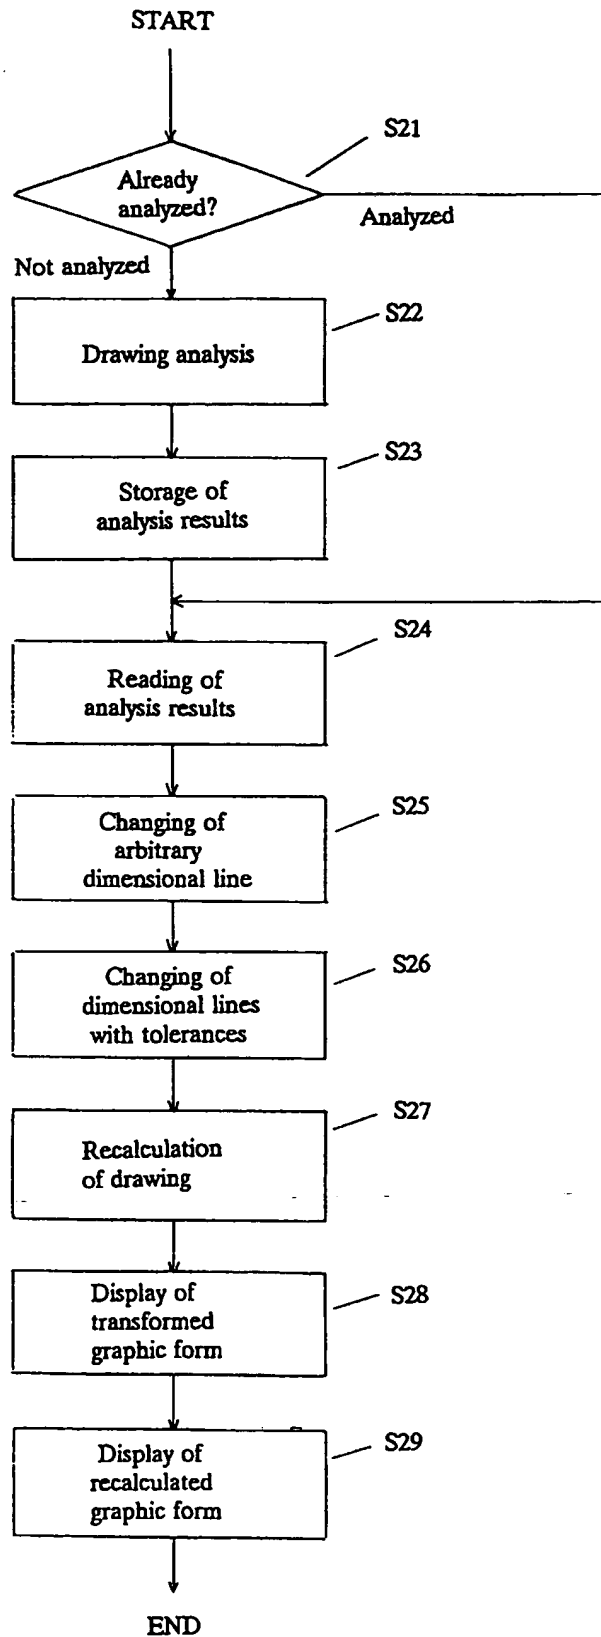 START
S21
Already
analyzed?
Analyzed
Not analyzed
S22
Drawing analysis
S23
Storage of
analysis results
S24
Reading of
analysis results
S25
Changing of
arbitrary
dimensional line
S26
Changing of
dimensional lines
with tolerances
S27
Recalculation
of drawing
S28
Display of
transformed
graphic form
S29
Display of
recalculated
graphic form
END